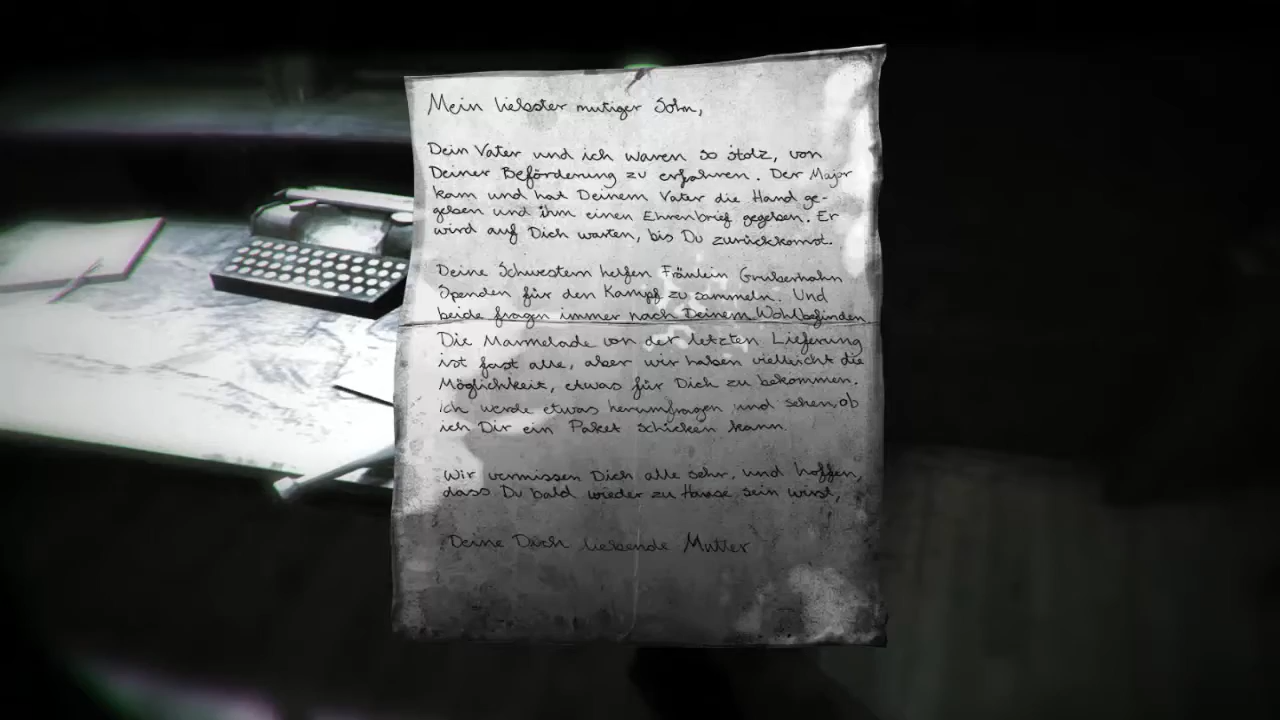 Mein liebster mutiger Sohn,
Dein Vater und ich waren so stolz, von
Deiner Beförderung zu erfahren. Der Major
kam und hat Deinem Vater die Hand ge-
geben und ihm einen Ehrenbrief gegeben. Er
wird auf Dich warten, bis Du zurückkommst.
Deine Schwestern helfen Fräulein Grubermahn
Spenden für den Kampf zu sammeln. Und
beide fragen immer nach Deinem Wohlbefinden
Die Marmelade von der letzten Lieferung
ist fast alle, aber wir haben vielleicht die
Möglichkeit, etwas für Dich zu bekommen.
Ich werde etwas herumfragen und sehen, ob
ich Dir ein Paket schicken kann.
Wir vermissen Dich alle sehr, und hoffen,
dass Du bald wieder zu Hause sein wirst,
Deine Dich liebende Mutter